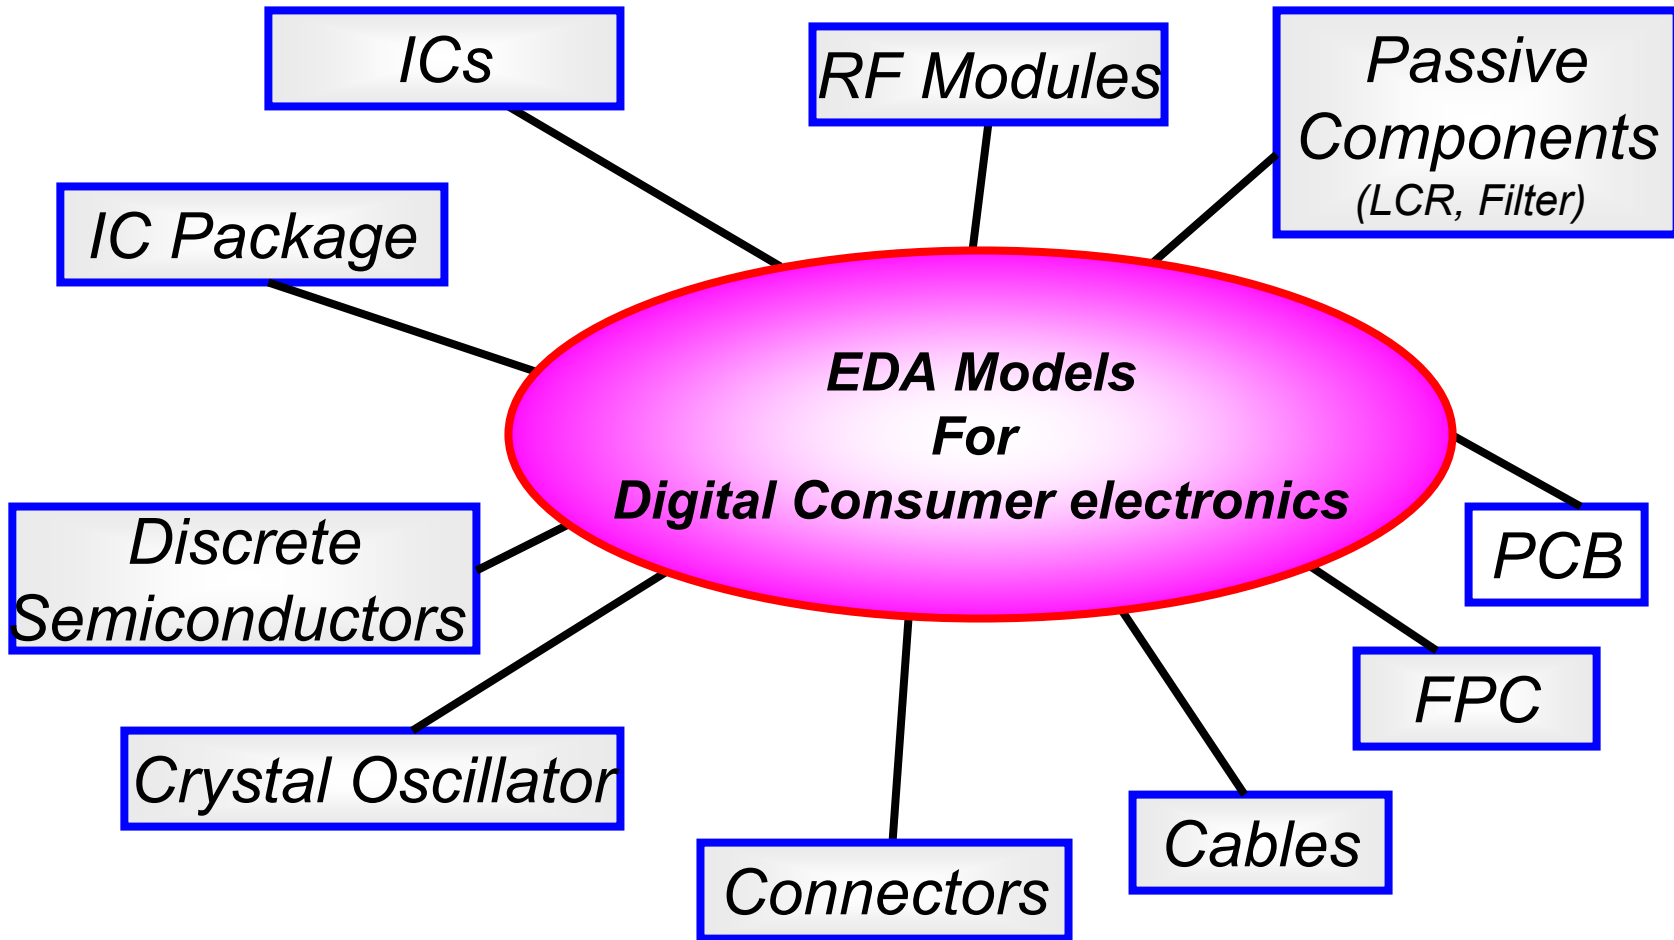 ICs
RF Modules
Passive
Components
(LCR, Filter)
IC Package
EDA Models
For
Digital Consumer electronics
Discrete
Semiconductors
PCB
FPC
Crystal Oscillator
Cables
Connectors